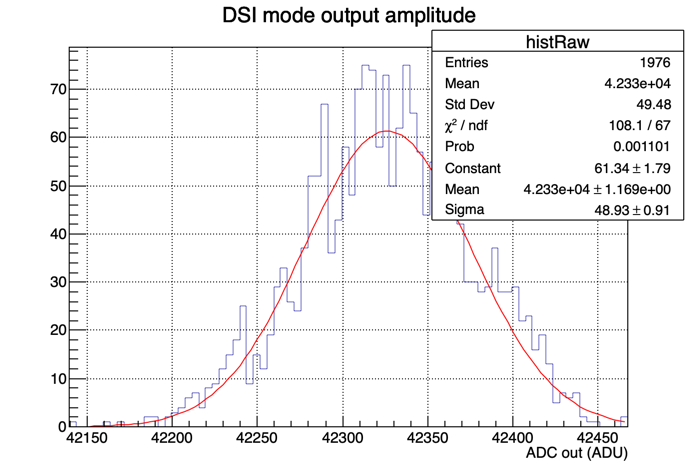 DSI mode output amplitude
histRaw
Entries 1976
Mean 4.233e+04
Std Dev 49.48
χ² / ndf 108.1 / 67
Prob 0.001101
Constant 61.34 ± 1.79
Mean 4.233e+04 ± 1.169e+00
Sigma 48.93 ± 0.91
70
60
50
40
30
20
10
0
42150 42200 42250 42300 42350 42400 42450
ADC out (ADU)